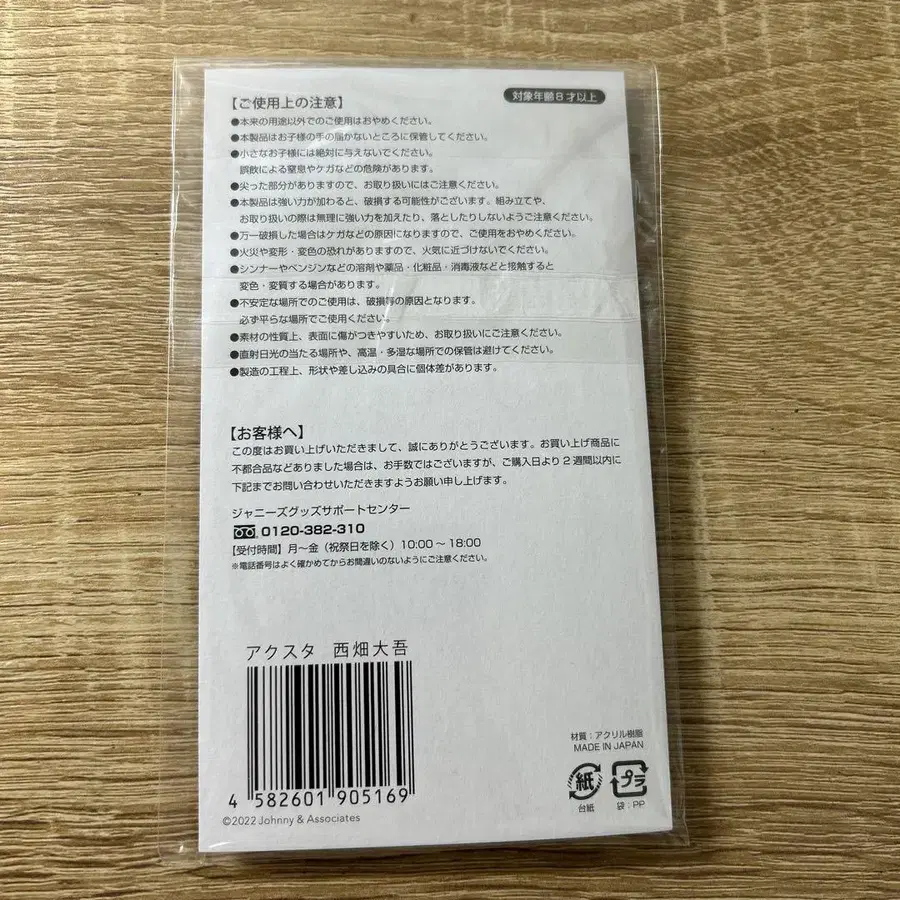 【ご使用上の注意】
対象年齢8才以上
●本来の用途以外でのご使用はおやめください。
●本製品はお子様の手の届かないところに保管してください。
●小さなお子様には絶対に与えないでください。
誤飲による窒息やケガなどの危険があります。
●尖った部分がありますので、お取り扱いにはご注意ください。
●本製品は強い力が加わると、破損する可能性がございます。組み立てや、
お取り扱いの際は無理に強い力を加えたり、落としたりしないようご注意ください。
●万一破損した場合はケガなどの原因になりますので、ご使用をおやめください。
●火災や変形・変色の恐れがありますので、火気に近づけないでください。
●シンナーやベンジンなどの溶剤や薬品・化粧品・消毒液などと接触すると
変色・変質する場合があります。
●不安定な場所でのご使用は、破損等の原因となります。
必ず平らな場所でご使用ください。
●素材の性質上、表面に傷がつきやすいため、お取り扱いにご注意ください。
●直射日光の当たる場所や、高温・多湿な場所での保管は避けてください。
●製造の工程上、形状や差し込みの具合に個体差があります。
【お客様へ】
この度はお買い上げいただきまして、誠にありがとうございます。お買い上げ商品に
不都合品などありました場合は、お手数ではございますが、ご購入日より2週間以内に
下記までお問い合わせいただきますようお願い申し上げます。
ジャニーズグッズサポートセンター
0120-382-310
【受付時間】月〜金（祝祭日を除く）10:00〜18:00
※電話番号はよく確かめてからお間違いのないようにご注意ください。
アクスタ 西畑大吾
4 582601 905169
©2022 Johnny & Associates
材質：アクリル樹脂
MADE IN JAPAN
紙 プラ
台紙 袋：PP